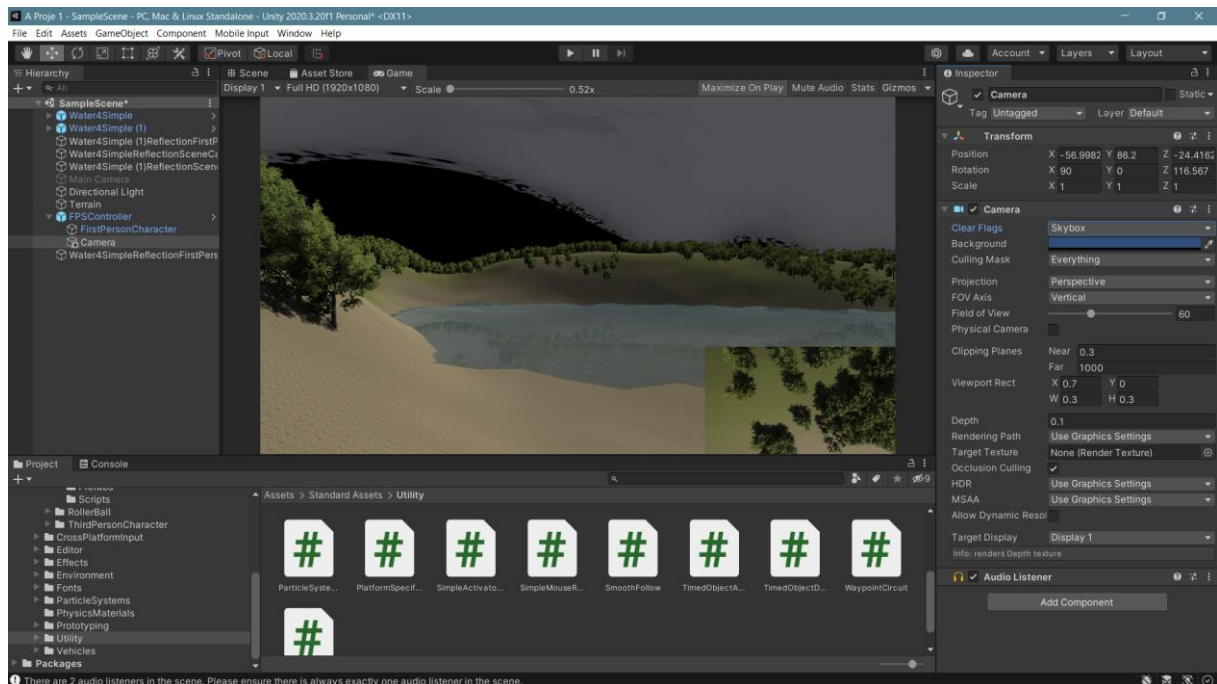 A Proje 1 - SampleScene - PC, Mac & Linux Standalone - Unity 2020.3.20f1 Personal* <DX11>
File Edit Assets GameObject Component Mobile Input Window Help
Pivot Local Account Layers Layout
Hierarchy
All
SampleScene*
Water4Simple
Water4Simple (1)
Water4Simple (1)ReflectionFirstP
Water4SimpleReflectionSceneCa
Water4Simple (1)ReflectionScen
Main Camera
Directional Light
Terrain
FPSController
FirstPersonCharacter
Camera
Water4SimpleReflectionFirstPers
Scene Asset Store Game
Display 1 Full HD (1920x1080) Scale 0.52x Maximize On Play Mute Audio Stats Gizmos
Inspector
Camera Static
Tag Untagged Layer Default
Transform
Position X -56.9982 Y 86.2 Z -24.4162
Rotation X 90 Y 0 Z 116.567
Scale X 1 Y 1 Z 1
Camera
Clear Flags Skybox
Background
Culling Mask Everything
Projection Perspective
FOV Axis Vertical
Field of View 60
Physical Camera
Clipping Planes Near 0.3
Far 1000
Viewport Rect X 0.7 Y 0
W 0.3 H 0.3
Depth 0.1
Rendering Path Use Graphics Settings
Target Texture None (Render Texture)
Occlusion Culling
HDR Use Graphics Settings
MSAA Use Graphics Settings
Allow Dynamic Resol
Target Display Display 1
Info: renders Depth texture
Audio Listener
Add Component
Project Console
9
Scripts
RollerBall
ThirdPersonCharacter
CrossPlatformInput
Editor
Effects
Environment
Fonts
ParticleSystems
PhysicsMaterials
Prototyping
Utility
Vehicles
Packages
Assets > Standard Assets > Utility
# # # # # # # #
ParticleSyste... PlatformSpecif... SimpleActivato... SimpleMouseR... SmoothFollow TimedObjectA... TimedObjectD... WaypointCircuit
#
There are 2 audio listeners in the scene. Please ensure there is always exactly one audio listener in the scene.